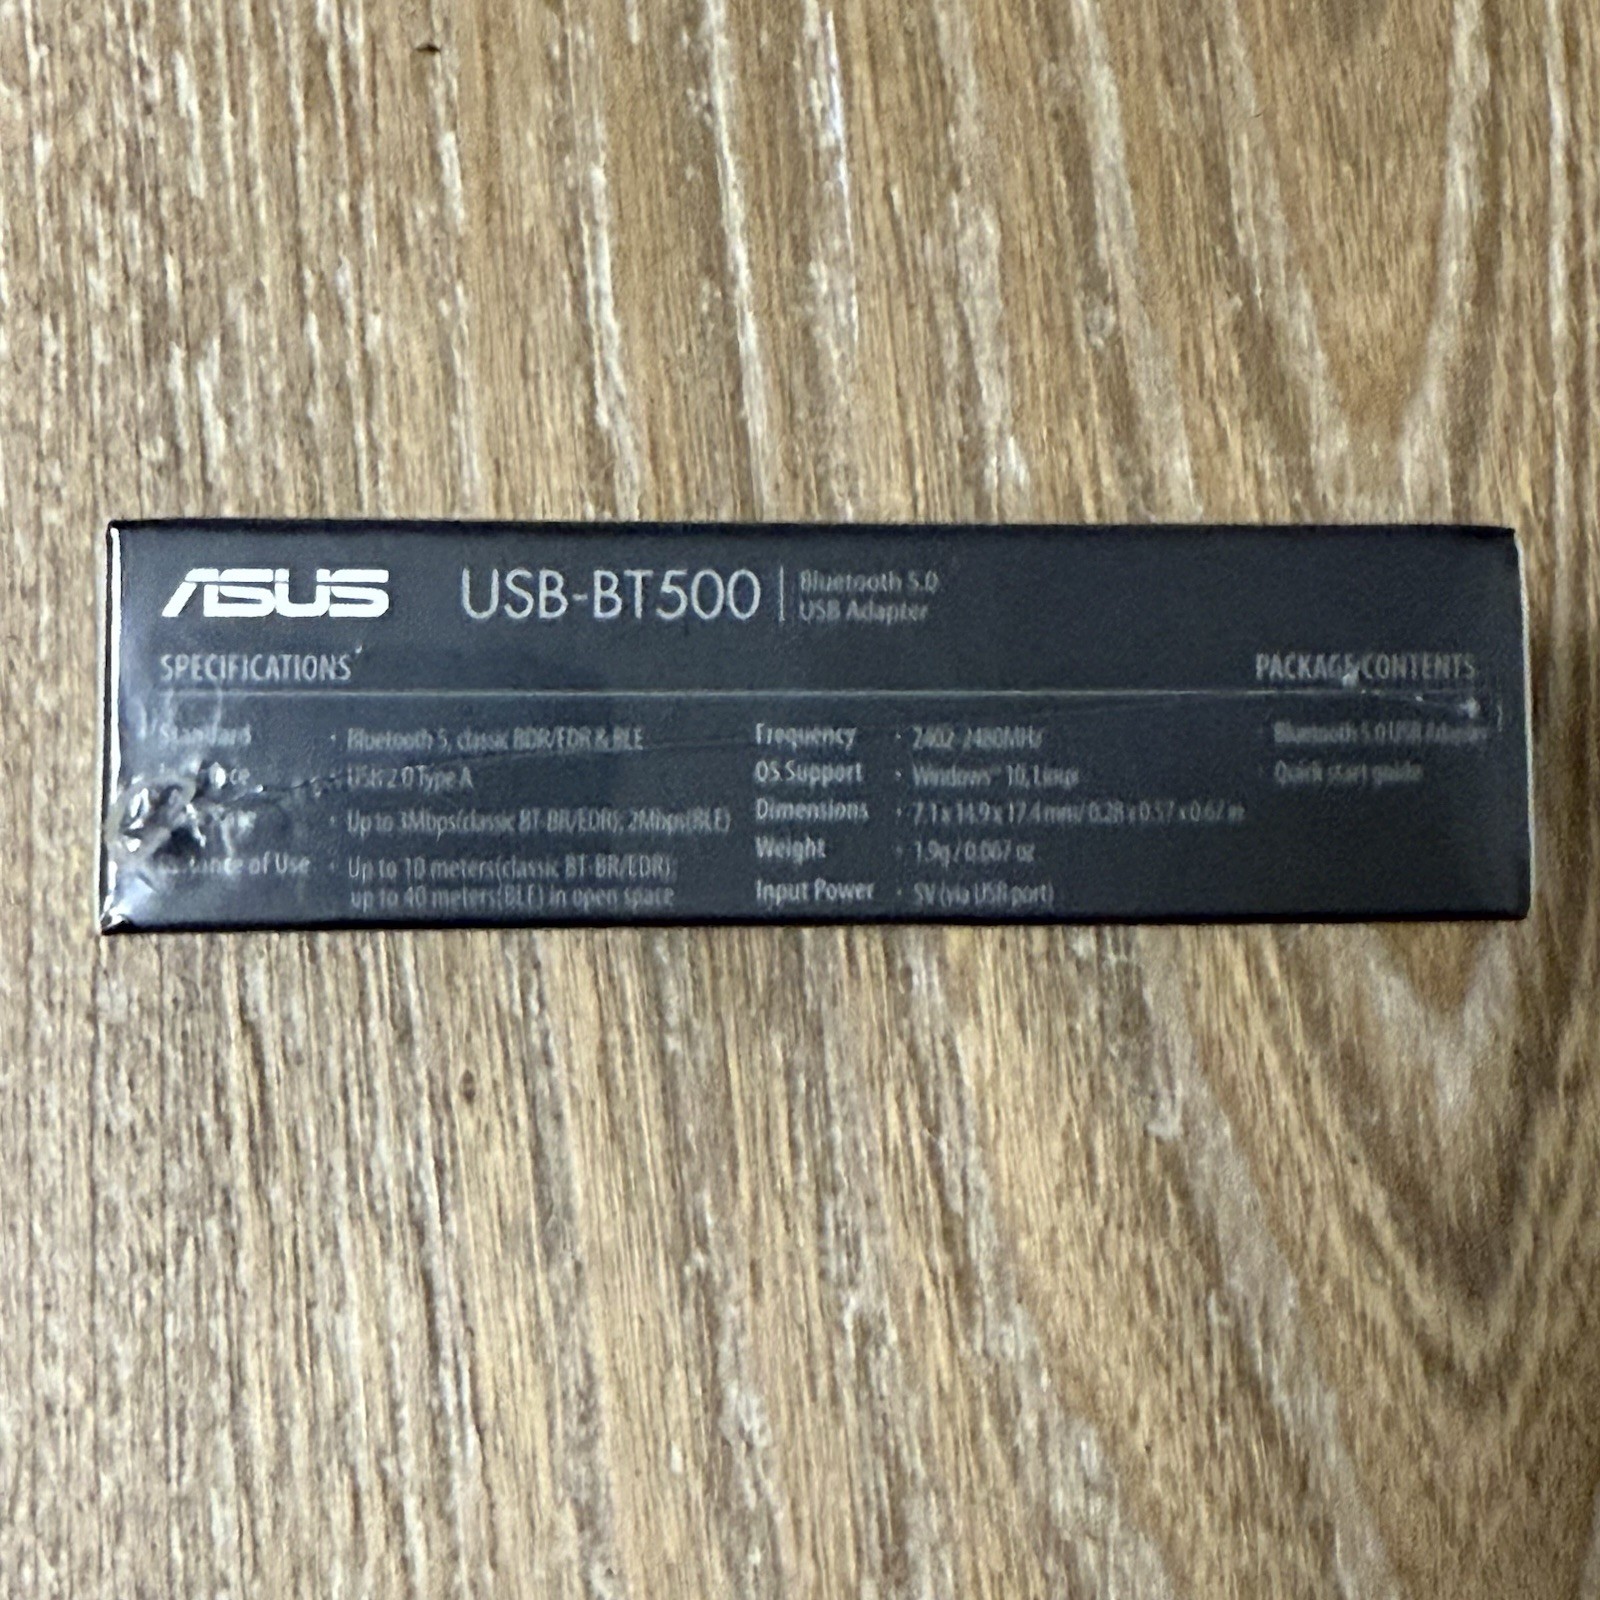 ASUS USB-BT500 Bluetooth 5.0
USB Adapter
SPECIFICATIONS
Standard · Bluetooth 5, classic BDR/EDR & BLE
· USB 2.0 Type A
· Up to 3Mbps(classic BT-BR/EDR); 2Mbps(BLE)
of Use · Up to 10 meters(classic BT-BR/EDR);
up to 40 meters(BLE) in open space
Frequency · 2402-2480MHz
OS Support · Windows™ 10, Linux
Dimensions · 7.1 x 14.9 x 17.4 mm/ 0.28 x 0.57 x 0.67 in
Weight · 1.9g / 0.067 oz
Input Power · 5V (via USB port)
PACKAGE CONTENTS
· Bluetooth 5.0 USB Adapter
· Quick start guide